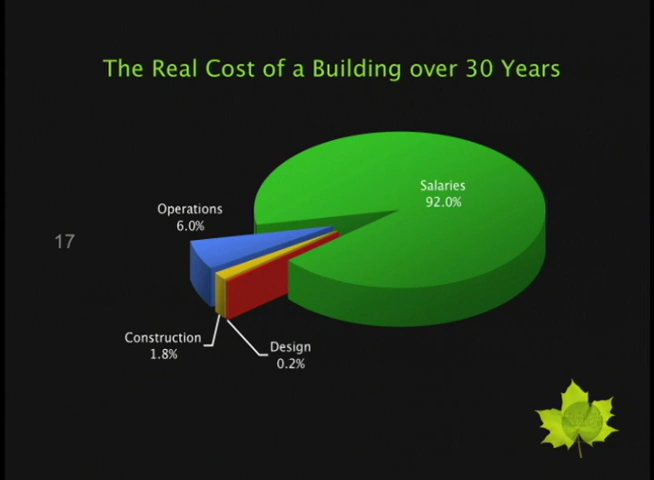 The Real Cost of a Building over 30 Years
Salaries
92.0%
Operations
6.0%
17
Construction
1.8%
Design
0.2%